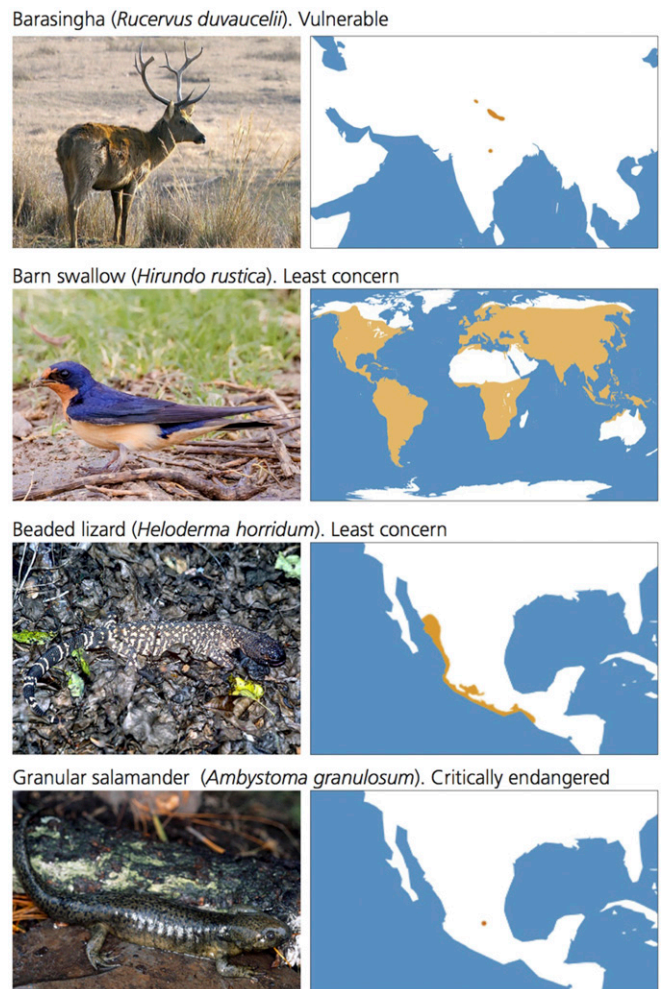 Barasingha (Rucervus duvaucelii). Vulnerable
Barn swallow (Hirundo rustica). Least concern
Beaded lizard (Heloderma horridum). Least concern
Granular salamander (Ambystoma granulosum). Critically endangered